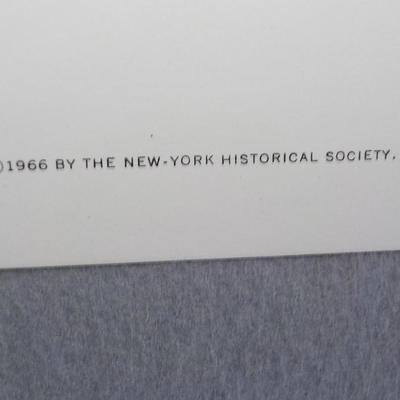 ©1966 BY THE NEW-YORK HISTORICAL SOCIETY,